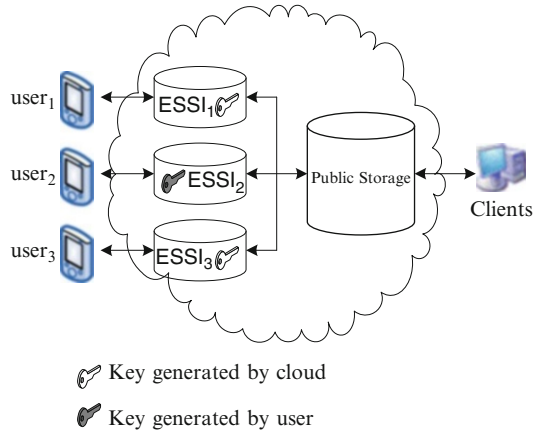 user₁
ESSI₁
user₂
ESSI₂
Public Storage
Clients
user₃
ESSI₃
Key generated by cloud
Key generated by user